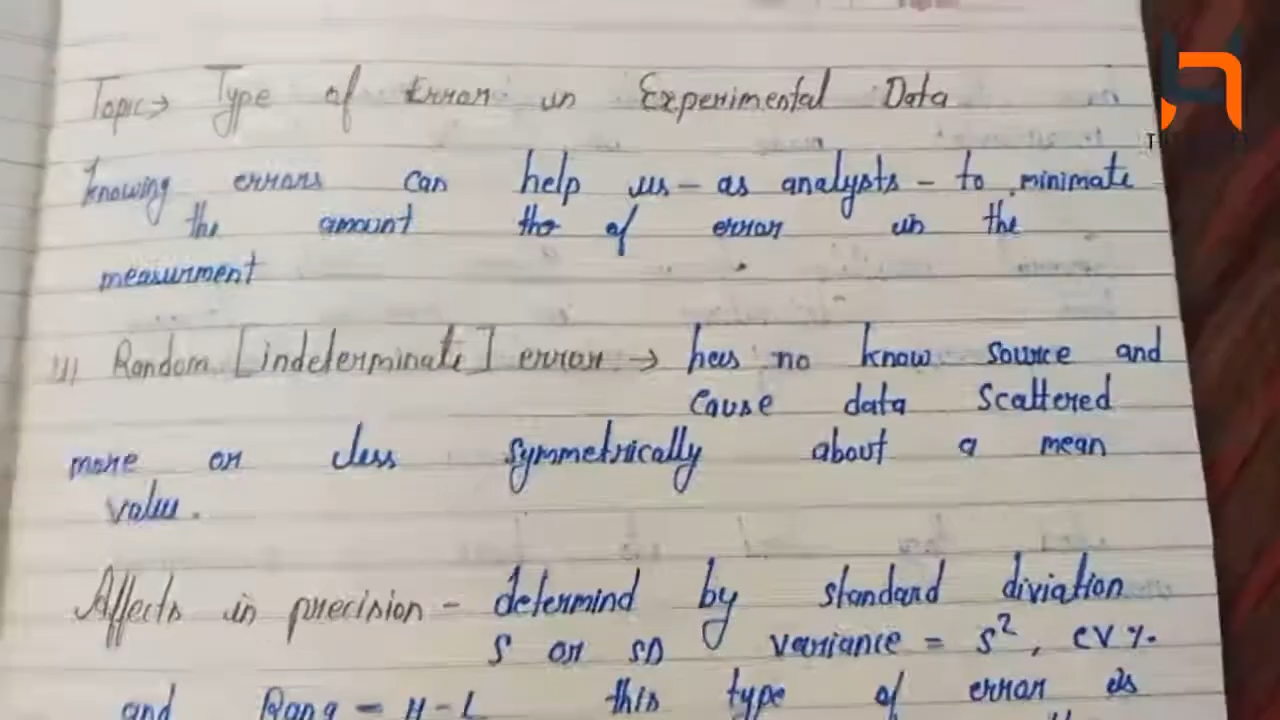 Topic → Type of Error in Experimental Data
knowing errors can help us - as analysts - to minimate
the amount the of error in the
measurment
1) Random [indeterminate] error → hees no know source and
cause data scattered
more or less symmetrically about a mean
value.
Affects in precision - determind by standard diviation
S or SD variance = S², CV %.
and Rang = H - L this type of error is